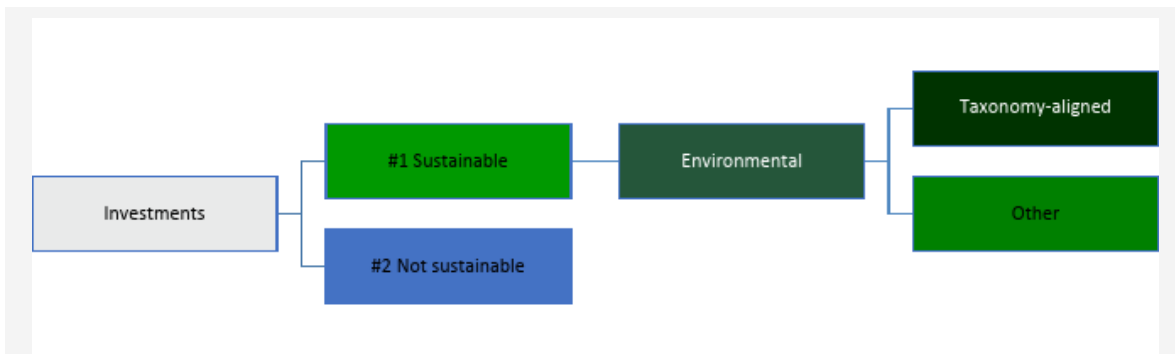 Taxonomy-aligned
#1 Sustainable
Environmental
Investments
Other
#2 Not sustainable